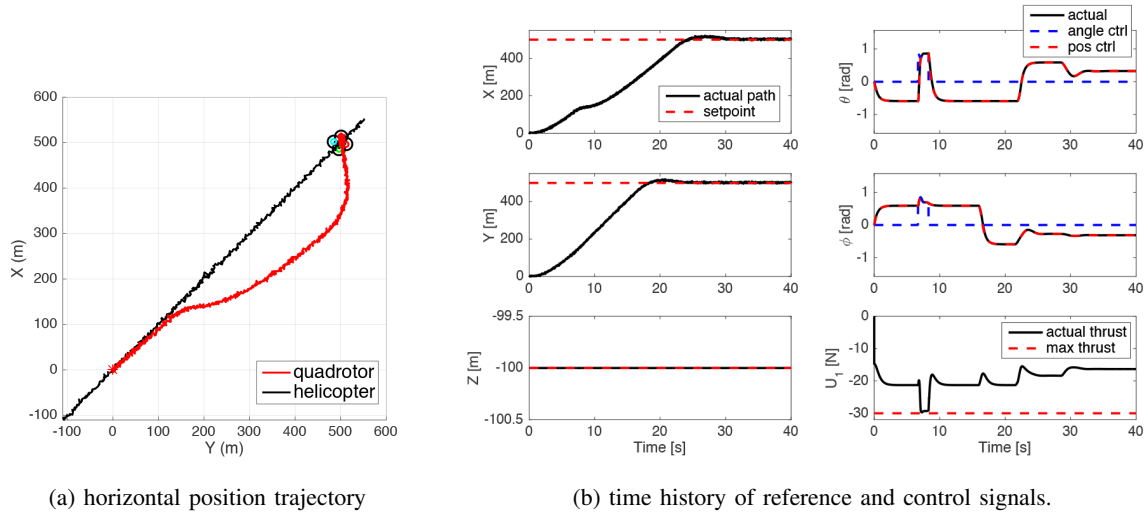 600
500
400
300
200
100
0
-100
X (m)
-100 0 100 200 300 400 500 600
Y (m)
quadrotor
helicopter
X [m]
400
200
0
0 10 20 30 40
actual path
setpoint
θ [rad]
1
0
-1
0 10 20 30 40
actual
angle ctrl
pos ctrl
Y [m]
400
200
0
0 10 20 30 40
ϕ [rad]
1
0
-1
0 10 20 30 40
Z [m]
-99.5
-100
-100.5
0 10 20 30 40
Time [s]
U1 [N]
0
-10
-20
-30
0 10 20 30 40
Time [s]
actual thrust
max thrust
(a) horizontal position trajectory
(b) time history of reference and control signals.